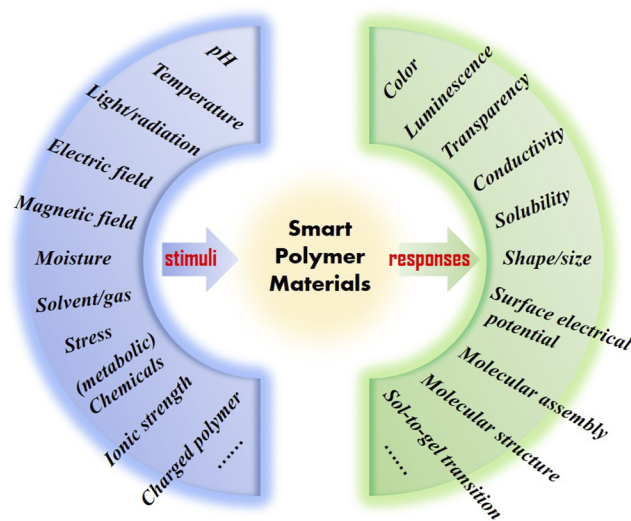 pH
Temperature
Light/radiation
Electric field
Magnetic field
Moisture
Solvent/gas
Stress
(metabolic)
Chemicals
Ionic strength
Charged polymer
......
stimuli
Smart
Polymer
Materials
responses
Color
Luminescence
Transparency
Conductivity
Solubility
Shape/size
Surface electrical
potential
Molecular assembly
Molecular structure
Sol-to-gel transition
......